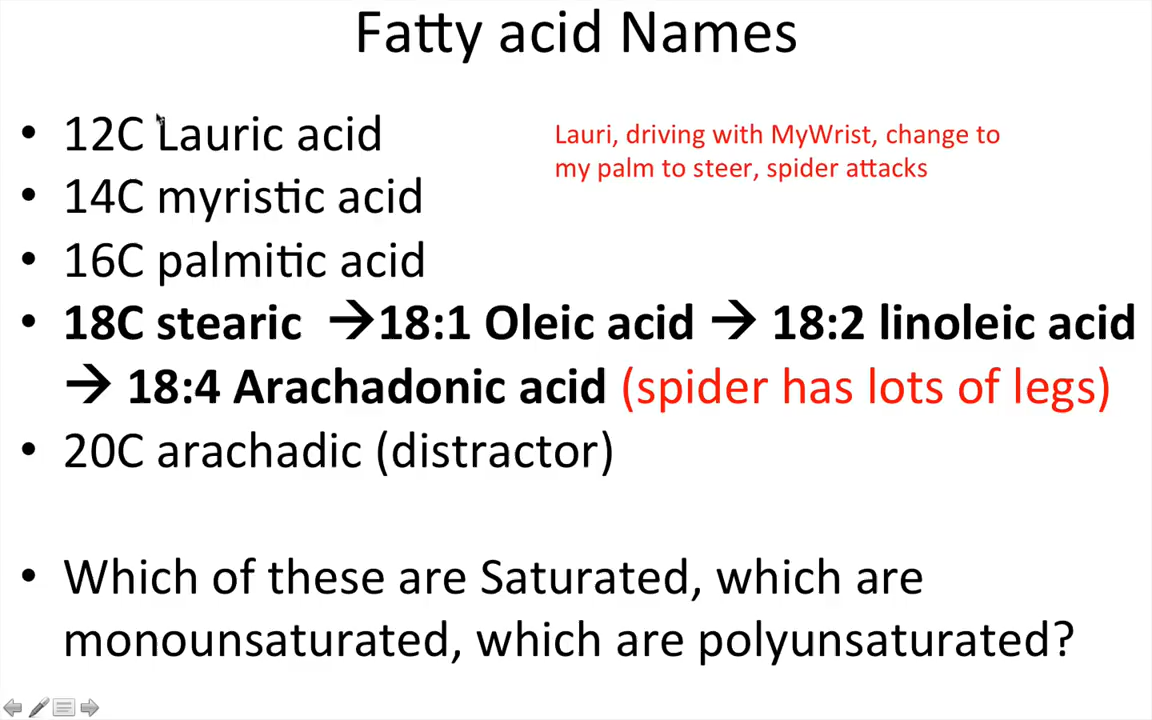 Fatty acid Names
• 12C Lauric acid
Lauri, driving with MyWrist, change to
my palm to steer, spider attacks
• 14C myristic acid
• 16C palmitic acid
• 18C stearic →18:1 Oleic acid → 18:2 linoleic acid
→ 18:4 Arachadonic acid (spider has lots of legs)
• 20C arachadic (distractor)
• Which of these are Saturated, which are
monounsaturated, which are polyunsaturated?